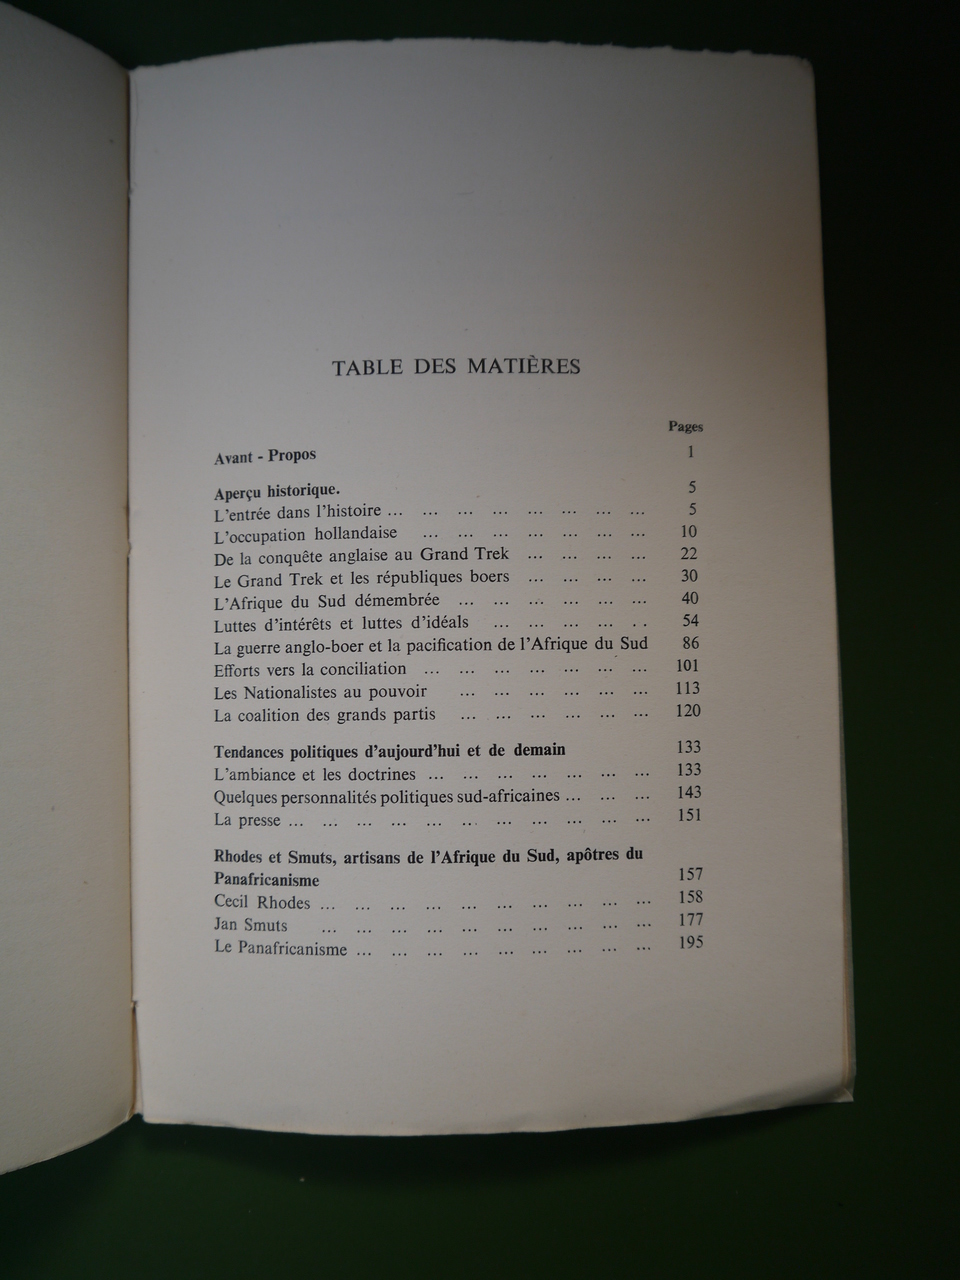 TABLE DES MATIÈRES
Pages
Avant - Propos 1
Aperçu historique. 5
L'entrée dans l'histoire ... ... ... ... ... ... ... ... 5
L'occupation hollandaise ... ... ... ... ... ... ... 10
De la conquête anglaise au Grand Trek ... ... ... ... 22
Le Grand Trek et les républiques boers ... ... ... ... 30
L'Afrique du Sud démembrée ... ... ... ... ... ... 40
Luttes d'intérêts et luttes d'idéals ... ... ... ... . . 54
La guerre anglo-boer et la pacification de l'Afrique du Sud 86
Efforts vers la conciliation ... ... ... ... ... ... ... 101
Les Nationalistes au pouvoir ... ... ... ... ... ... 113
La coalition des grands partis ... ... ... ... ... ... 120
Tendances politiques d'aujourd'hui et de demain 133
L'ambiance et les doctrines ... ... ... ... ... ... ... 133
Quelques personnalités politiques sud-africaines ... ... ... 143
La presse ... ... ... ... ... ... ... ... ... ... ... 151
Rhodes et Smuts, artisans de l'Afrique du Sud, apôtres du
Panafricanisme 157
Cecil Rhodes ... ... ... ... ... ... ... ... ... ... 158
Jan Smuts ... ... ... ... ... ... ... ... ... ... 177
Le Panafricanisme ... ... ... ... ... ... ... ... ... 195